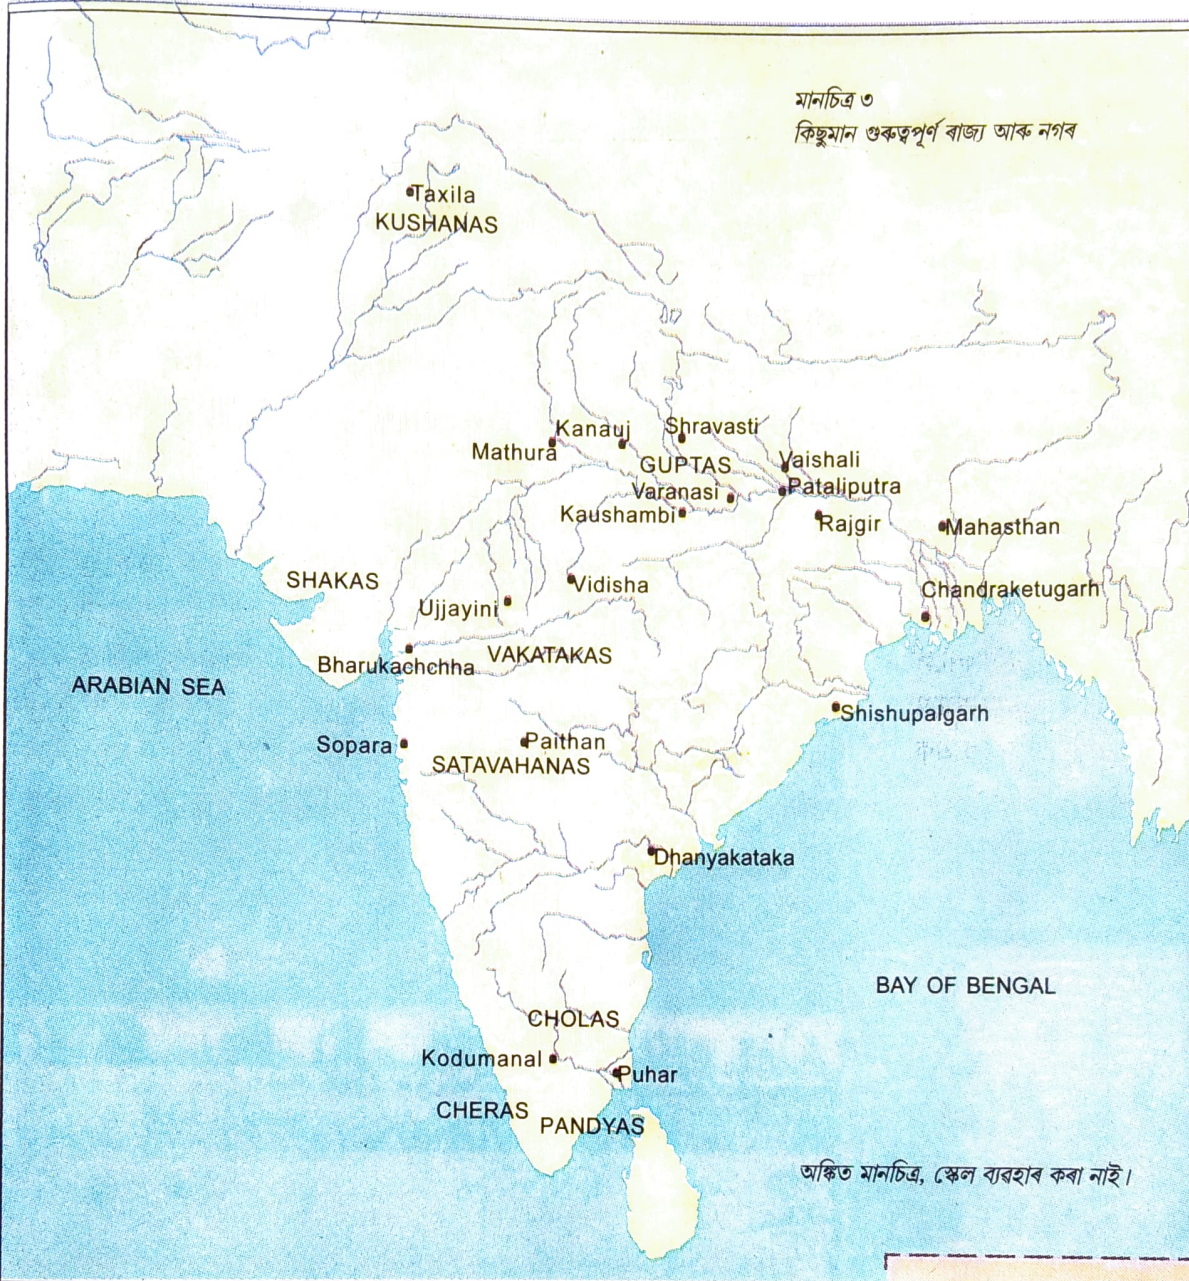 মানচিত্ৰ ৩
কিছুমান গুৰুত্বপূৰ্ণ ৰাজ্য আৰু নগৰ
Taxila
KUSHANAS
Kanauj
Shravasti
Mathura
GUPTAS
Vaishali
Varanasi
Pataliputra
Kaushambi
Rajgir
Mahasthan
SHAKAS
Vidisha
Chandraketugarh
Ujjayini
VAKATAKAS
Bharukachchha
ARABIAN SEA
Shishupalgarh
Sopara
Paithan
SATAVAHANAS
Dhanyakataka
BAY OF BENGAL
CHOLAS
Kodumanal
Puhar
CHERAS
PANDYAS
অঙ্কিত মানচিত্ৰ, স্কেল ব্যৱহাৰ কৰা নাই।